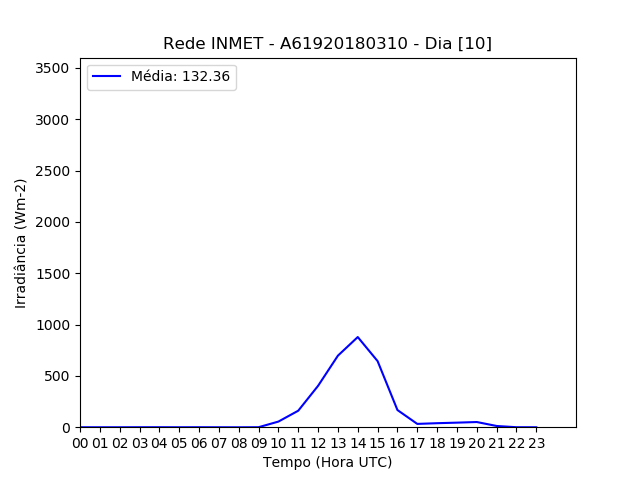 Rede INMET - A61920180310 - Dia [10]
Média: 132.36
3500
3000
2500
2000
1500
1000
500
0
Irradiância (Wm-2)
00 01 02 03 04 05 06 07 08 09 10 11 12 13 14 15 16 17 18 19 20 21 22 23
Tempo (Hora UTC)